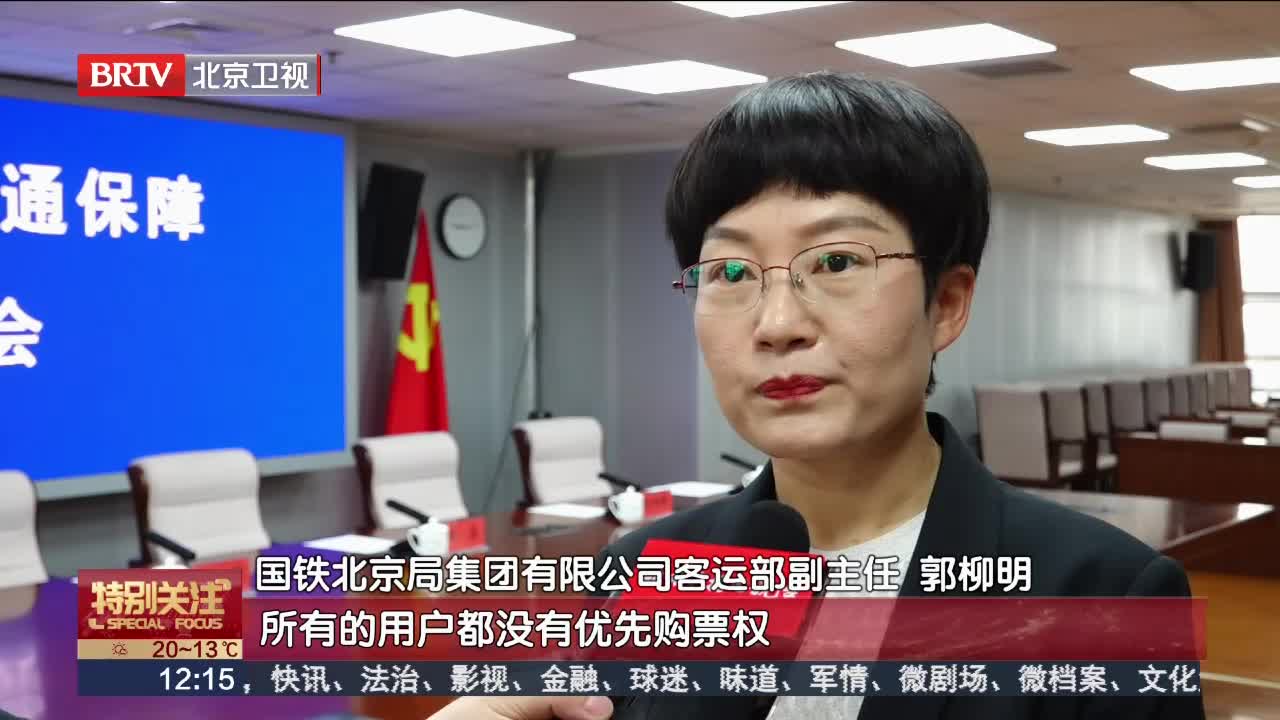 BRTV 北京卫视
通保障
会
国铁北京局集团有限公司客运部副主任 郭柳明
特别关注
SPECIAL FOCUS
所有的用户都没有优先购票权
20~13℃
12:15
，快讯、法治、影视、金融、球迷、味道、军情、微剧场、微档案、文化